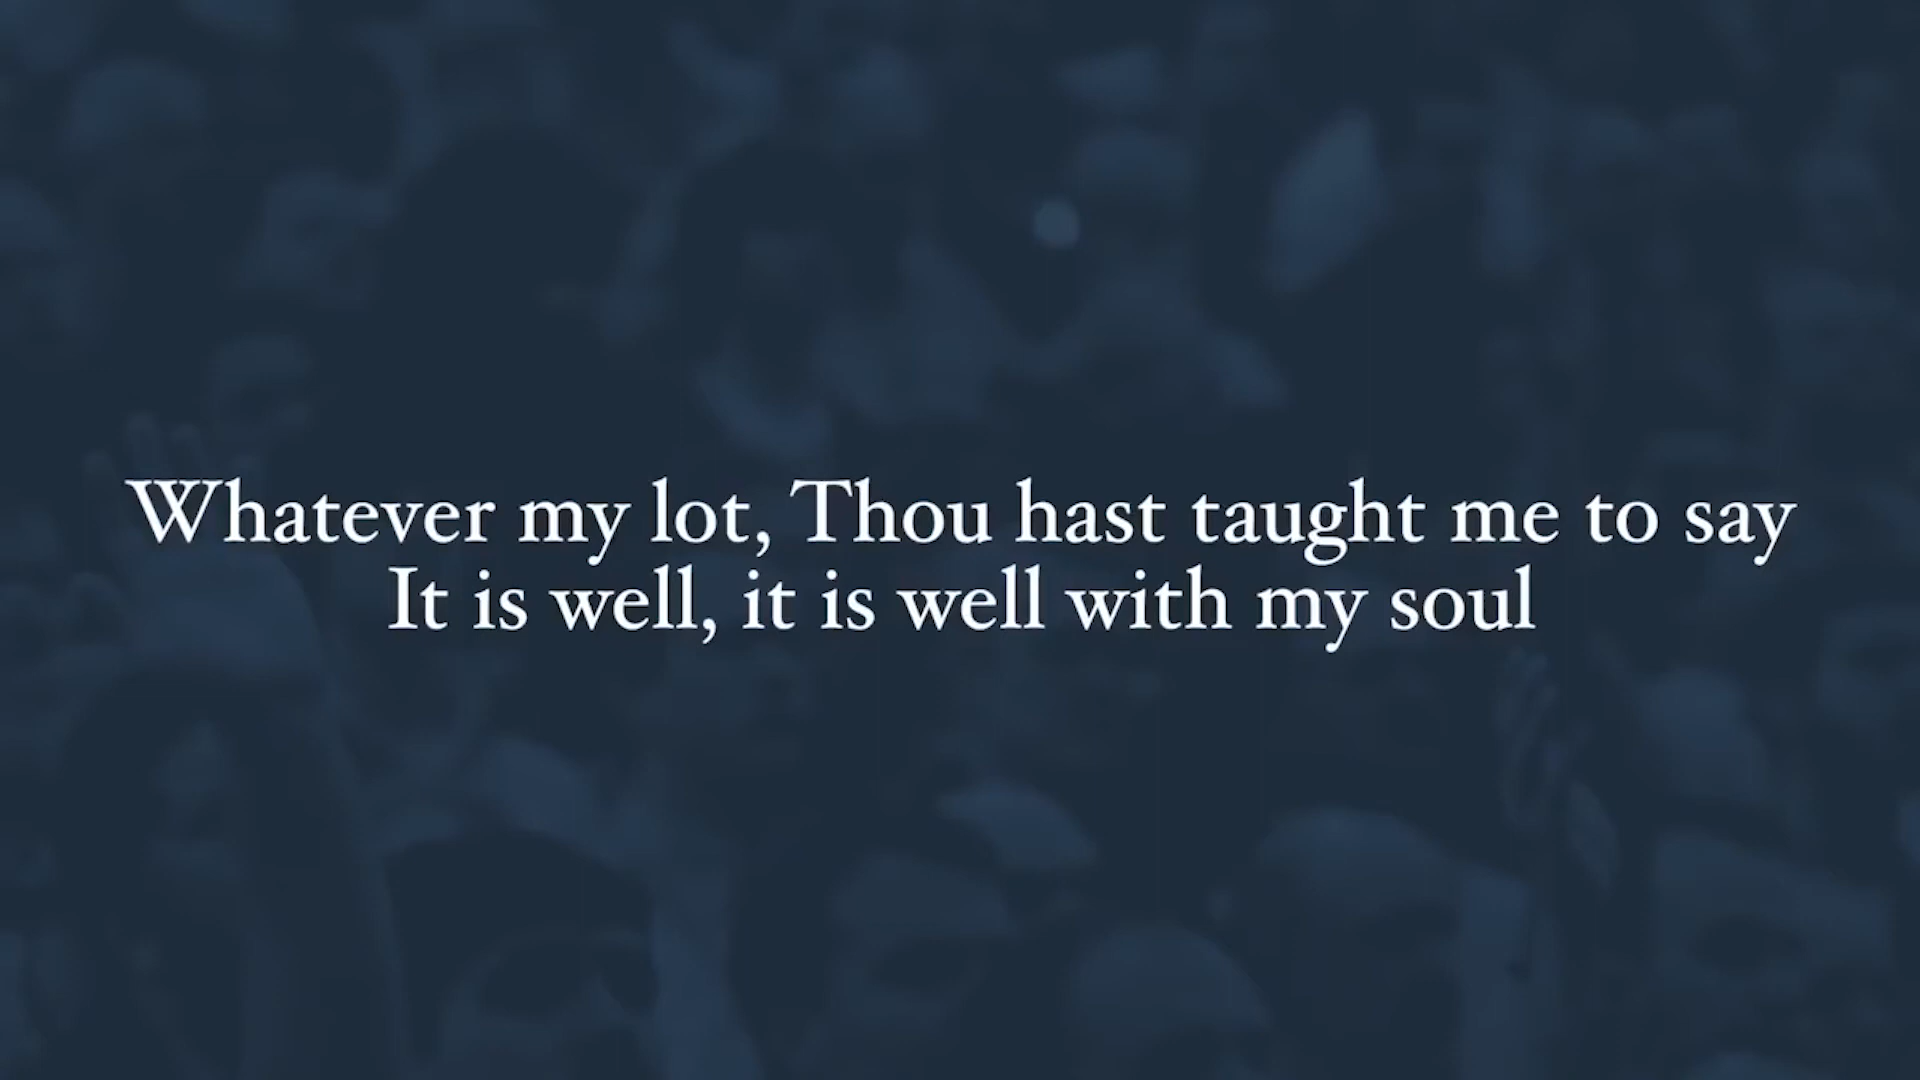 Whatever my lot, Thou hast taught me to say
It is well, it is well with my soul